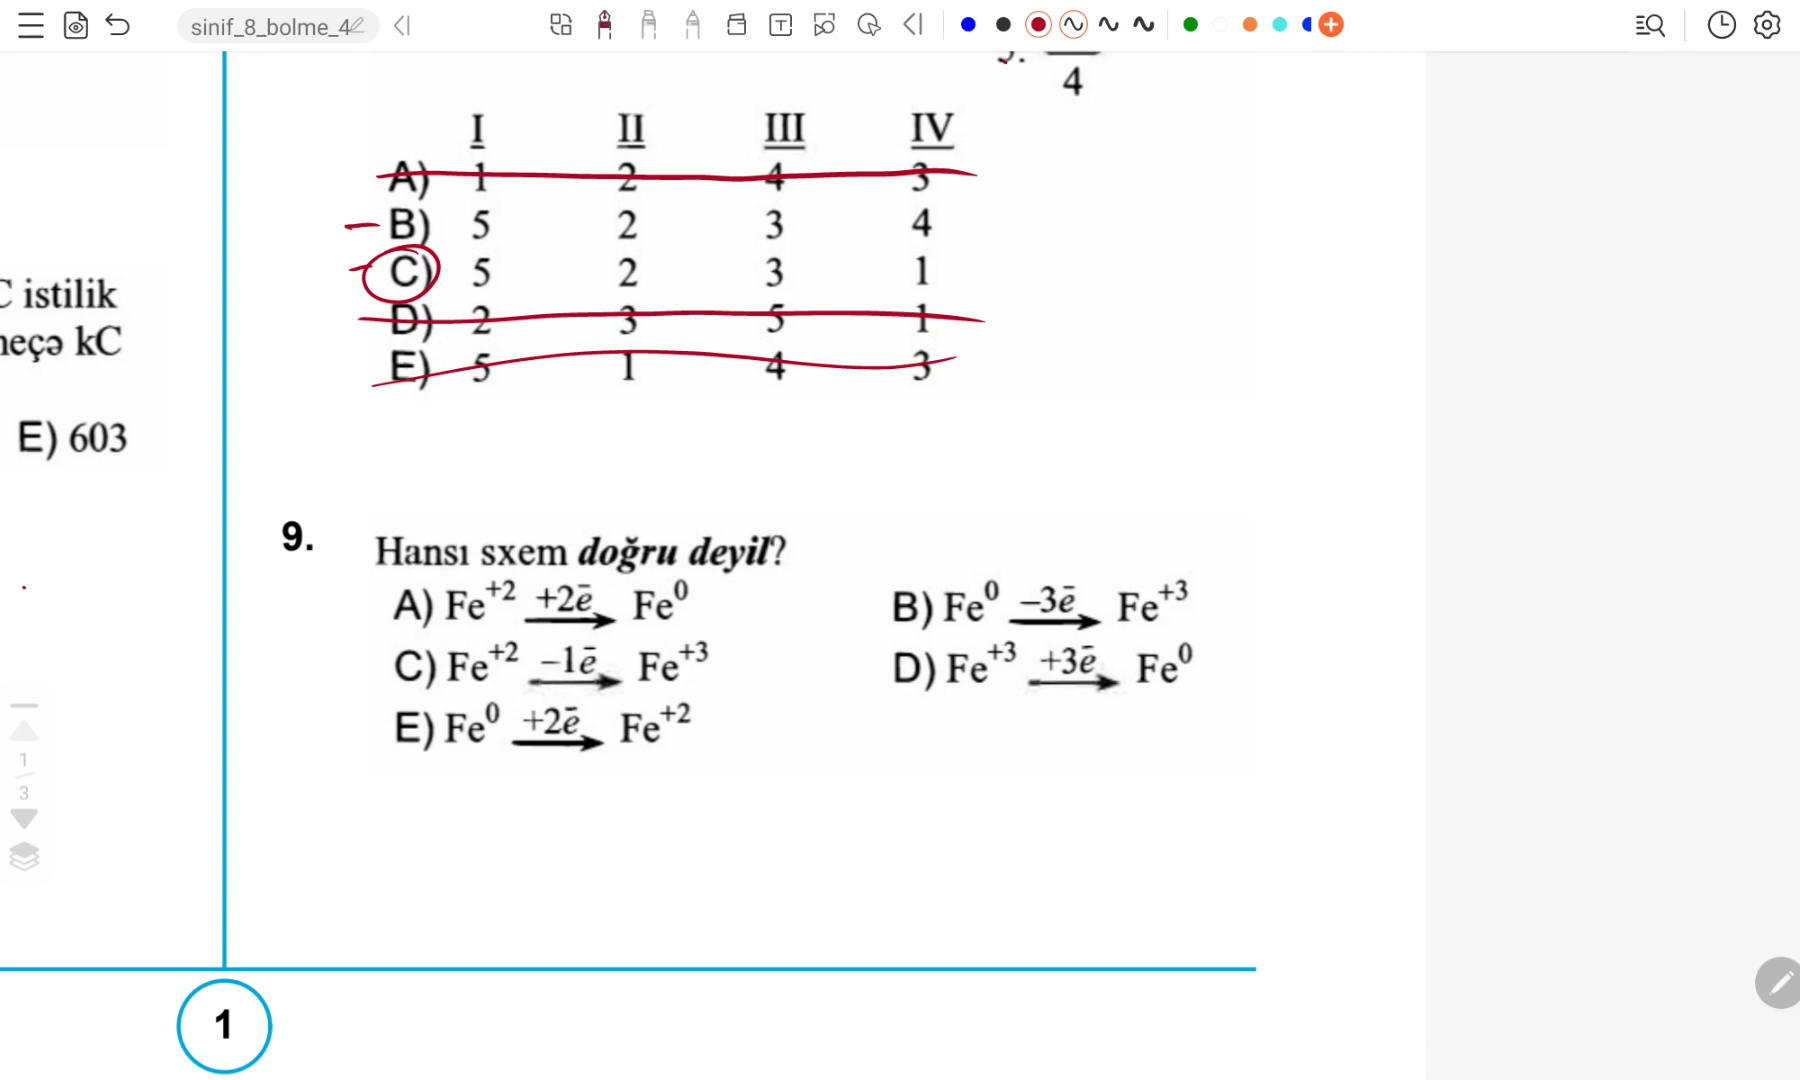 sinif_8_bolme_4
4
I II III IV
A) 1 2 4 3
B) 5 2 3 4
C) 5 2 3 1
D) 2 3 5 1
E) 5 1 4 3
istilik
neçə kC
E) 603
9. Hansı sxem doğru deyil?
A) Fe⁺² +2ē→ Fe⁰ B) Fe⁰ −3ē→ Fe⁺³
C) Fe⁺² −1ē→ Fe⁺³ D) Fe⁺³ +3ē→ Fe⁰
E) Fe⁰ +2ē→ Fe⁺²
1
3
1